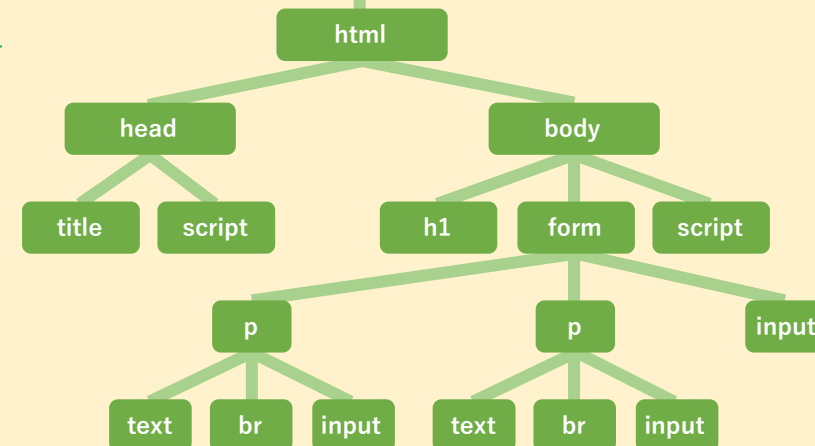 html
head body
title script h1 form script
p p input
text br input text br input